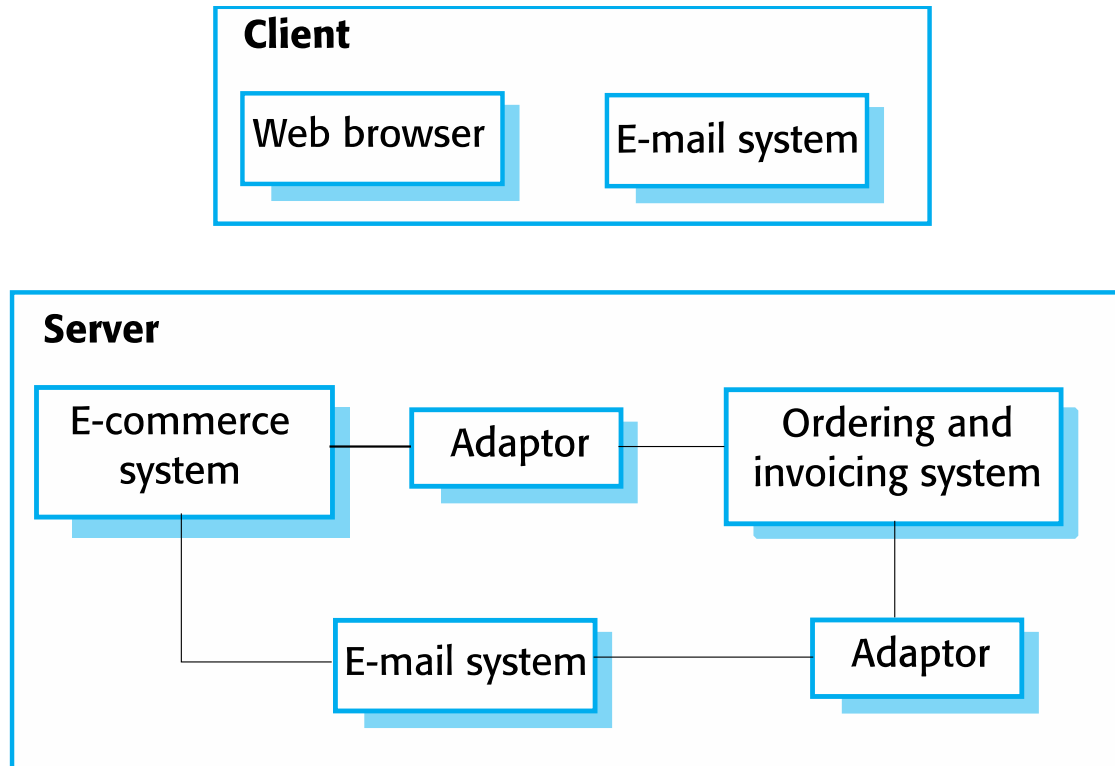 Client
Web browser
E-mail system
Server
E-commerce
system
Adaptor
Ordering and
invoicing system
E-mail system
Adaptor